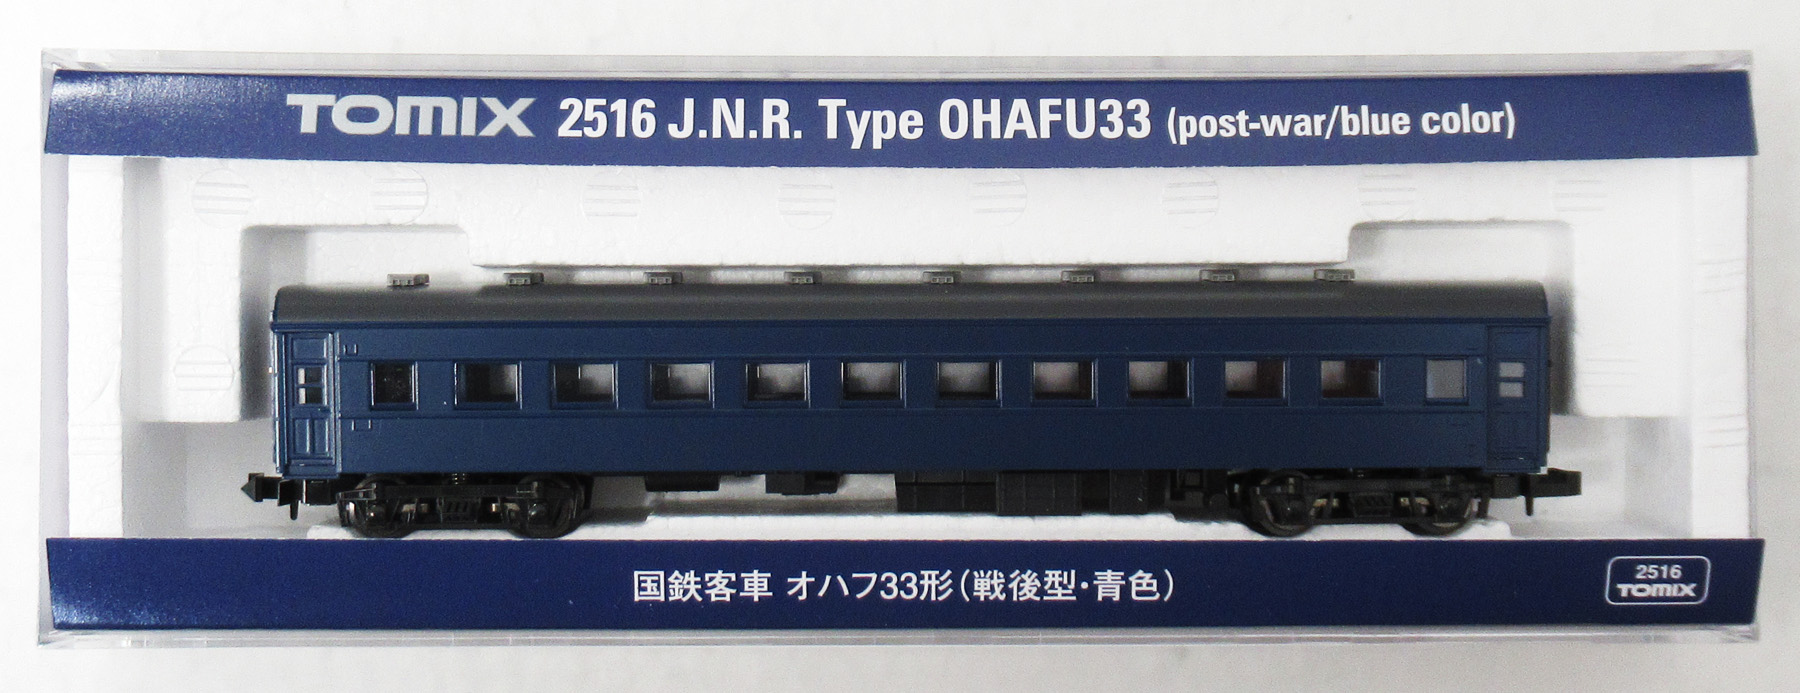 TOMIX 2516 J.N.R. Type OHAFU33 (post-war/blue color)
国鉄客車 オハフ33形(戦後型・青色)
2516
TOMIX